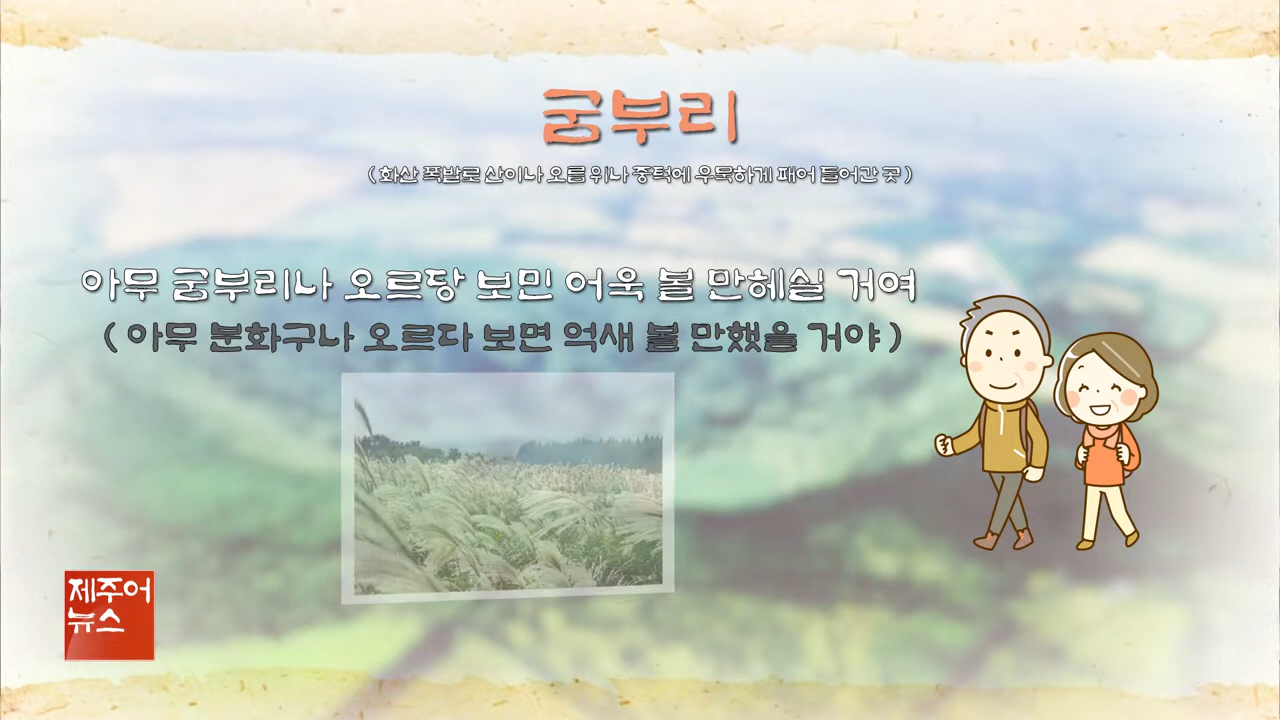 굼부리
( 화산 폭발로 산이나 오름 위나 중턱에 우묵하게 패어 들어간 곳 )
아무 굼부리나 오르당 보민 어욱 볼 만헤실 거여
( 아무 분화구나 오르다 보면 억새 볼 만했을 거야 )
제주어
뉴스